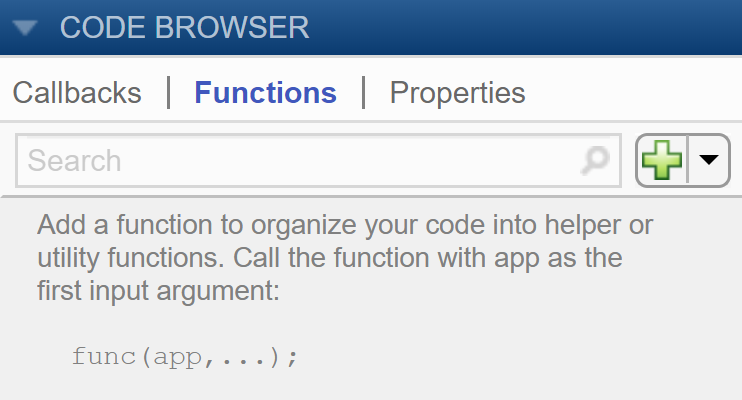 CODE BROWSER
Callbacks | Functions | Properties
Search
Add a function to organize your code into helper or
utility functions. Call the function with app as the
first input argument:
func(app,...);